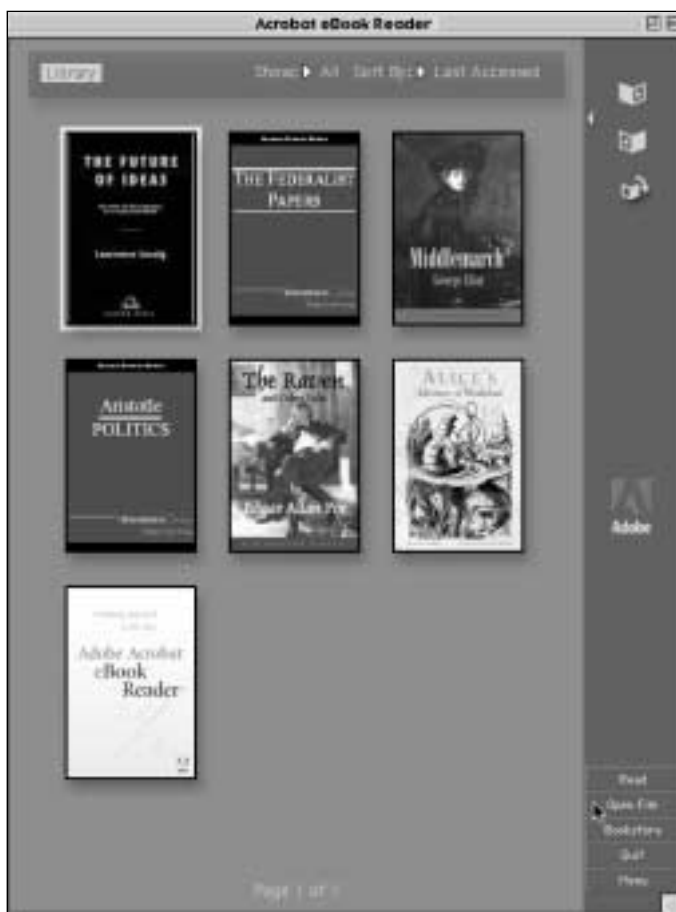 Acrobat eBook Reader
Library
Show: All Sort By: Last Accessed
THE FUTURE
OF IDEAS
Lawrence Lessig
THE FEDERALIST
PAPERS
Middlemarch
George Eliot
Aristotle
POLITICS
The Raven
and Other
Edgar Allan Poe
ALICE'S
Adobe Acrobat
eBook
Reader
Adobe
Read
Open File
Bookstore
Quit
Menu
Page 1 of 1